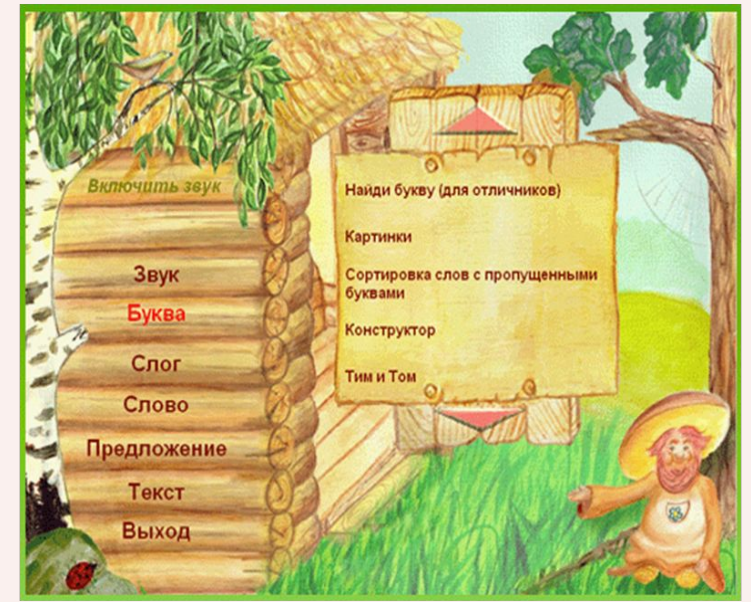 Включить звук
Звук
Буква
Слог
Слово
Предложение
Текст
Выход
Найди букву (для отличников)
Картинки
Сортировка слов с пропущенными
буквами
Конструктор
Тим и Том